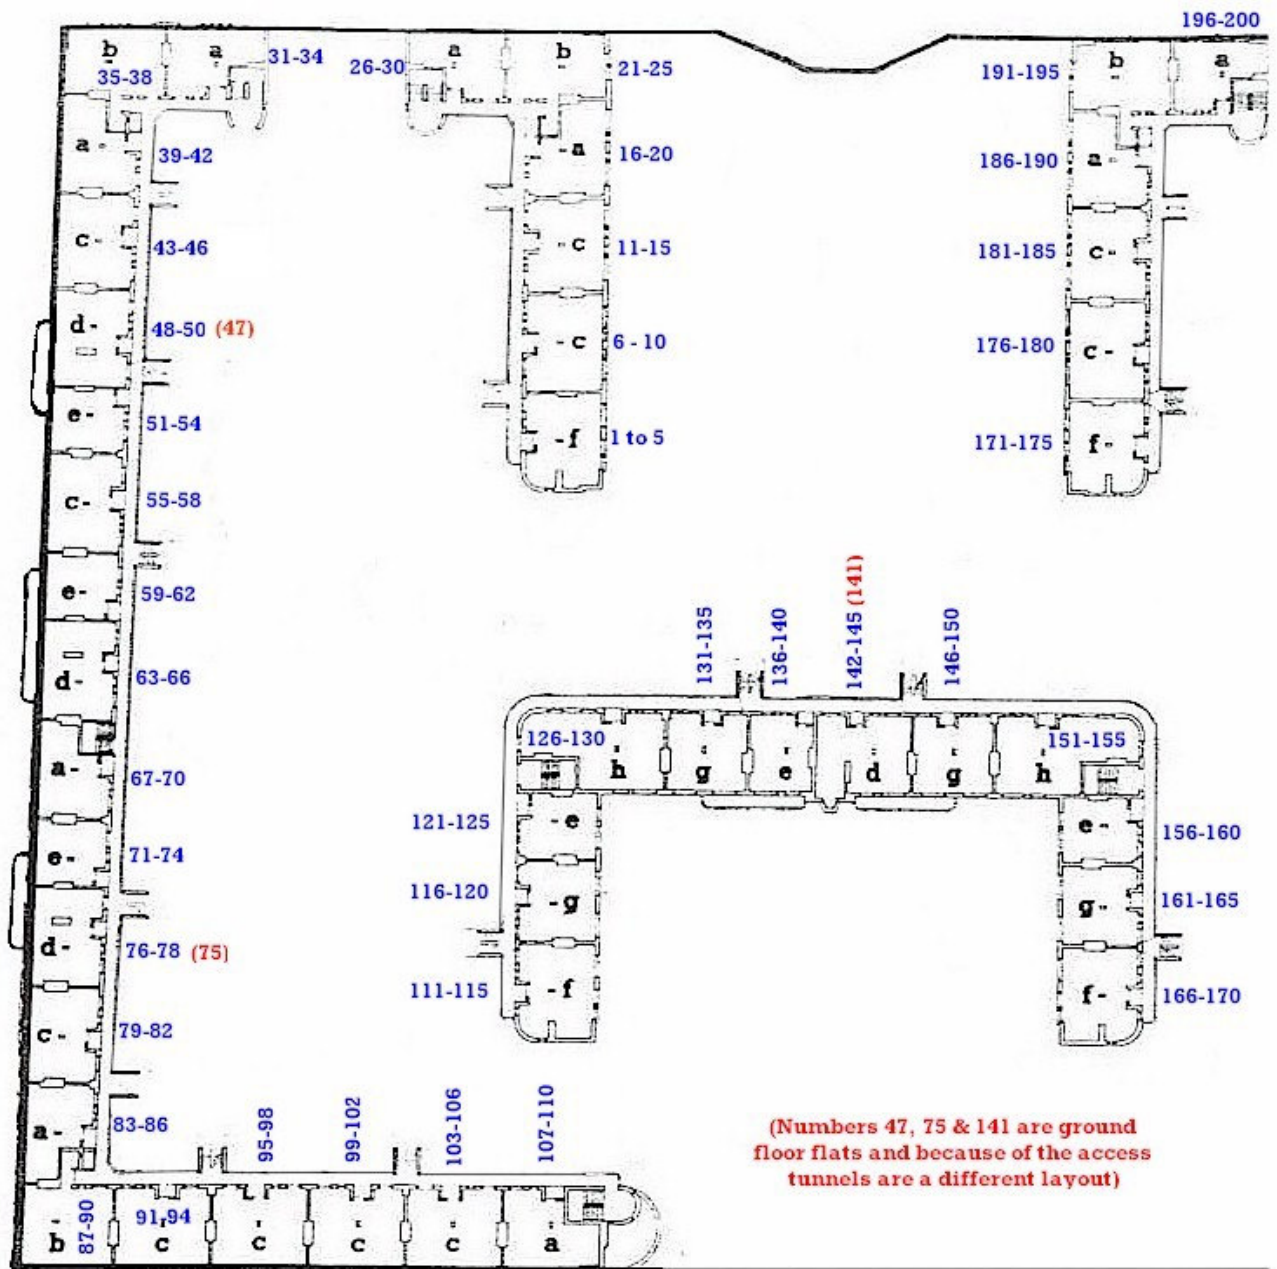 196-200
b
a
31-34
26-30
a
b
21-25
191-195
b
a
35-38
a
39-42
a
16-20
186-190
a
c
43-46
c
11-15
181-185
c
d
48-50 (47)
c
6 - 10
176-180
c
e
51-54
f
1 to 5
171-175
f
c
55-58
e
59-62
131-135
136-140
142-145 (141)
146-150
d
63-66
126-130
h
g
e
d
g
h
151-155
a
67-70
121-125
e
e
156-160
e
71-74
116-120
g
g
161-165
d
76-78 (75)
111-115
f
f
166-170
c
79-82
a
83-86
95-98
99-102
103-106
107-110
(Numbers 47, 75 & 141 are ground
floor flats and because of the access
tunnels are a different layout)
b
87-90
91-94
c
c
c
c
a